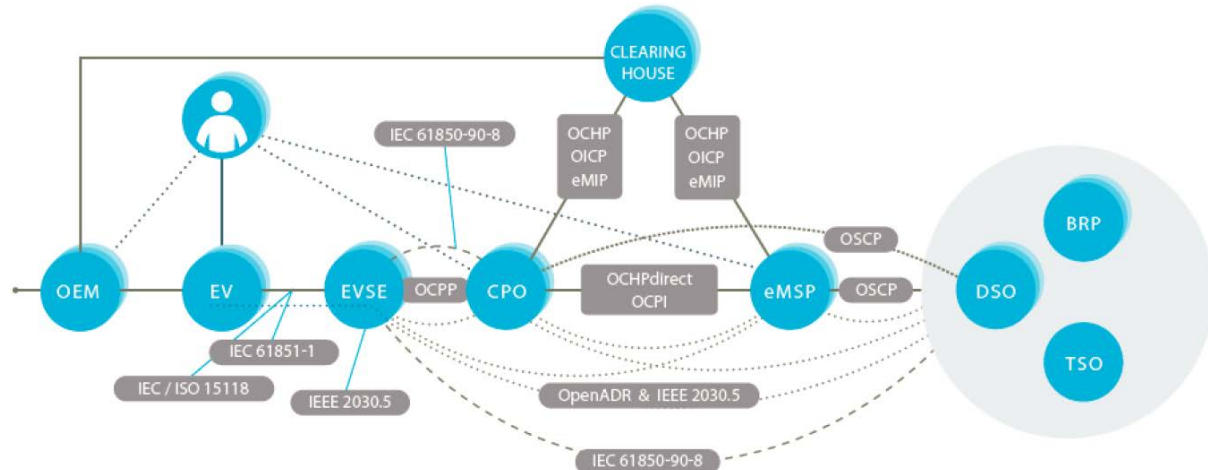 CLEARING
HOUSE
IEC 61850-90-8
OCHP
OICP
eMIP
OCHP
OICP
eMIP
BRP
OSCP
OEM
EV
EVSE
OCPP
CPO
OCHPdirect
OCPI
eMSP
OSCP
DSO
IEC 61851-1
TSO
IEC / ISO 15118
IEEE 2030.5
OpenADR & IEEE 2030.5
IEC 61850-90-8